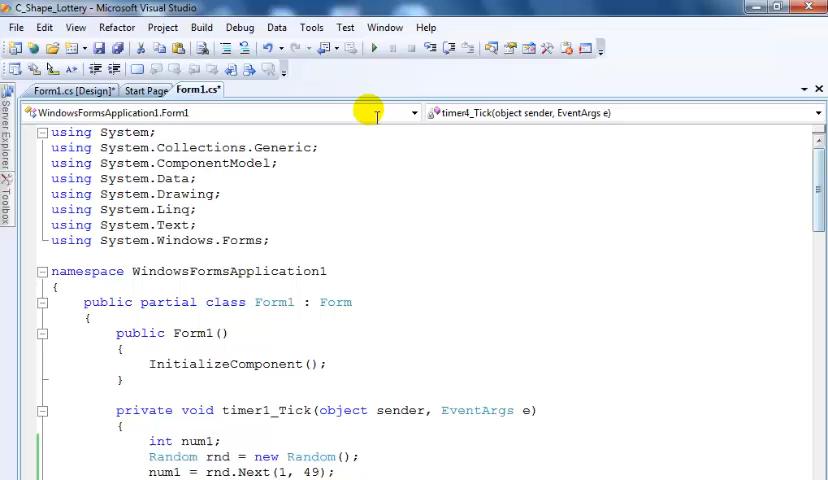 C_Shape_Lottery - Microsoft Visual Studio
File Edit View Refactor Project Build Debug Data Tools Test Window Help
Form1.cs [Design]* Start Page Form1.cs*
WindowsFormsApplication1.Form1 timer4_Tick(object sender, EventArgs e)
Server Explorer
Toolbox
using System;
using System.Collections.Generic;
using System.ComponentModel;
using System.Data;
using System.Drawing;
using System.Linq;
using System.Text;
using System.Windows.Forms;
namespace WindowsFormsApplication1
{
public partial class Form1 : Form
{
public Form1()
{
InitializeComponent();
}
private void timer1_Tick(object sender, EventArgs e)
{
int num1;
Random rnd = new Random();
num1 = rnd.Next(1, 49);